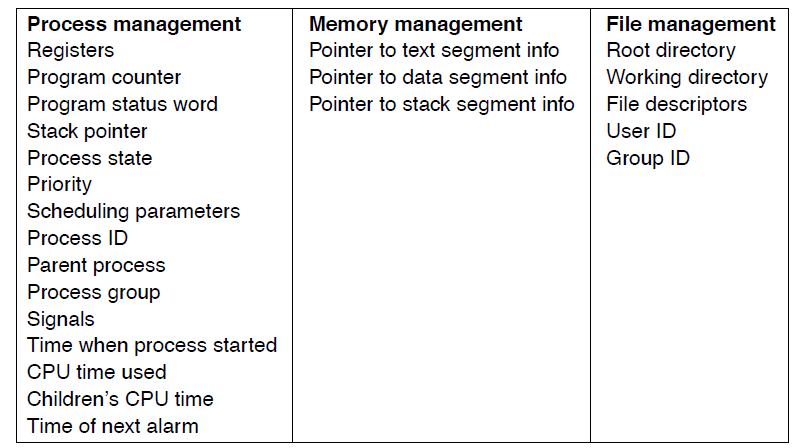 Process management
Registers
Program counter
Program status word
Stack pointer
Process state
Priority
Scheduling parameters
Process ID
Parent process
Process group
Signals
Time when process started
CPU time used
Children’s CPU time
Time of next alarm
Memory management
Pointer to text segment info
Pointer to data segment info
Pointer to stack segment info
File management
Root directory
Working directory
File descriptors
User ID
Group ID